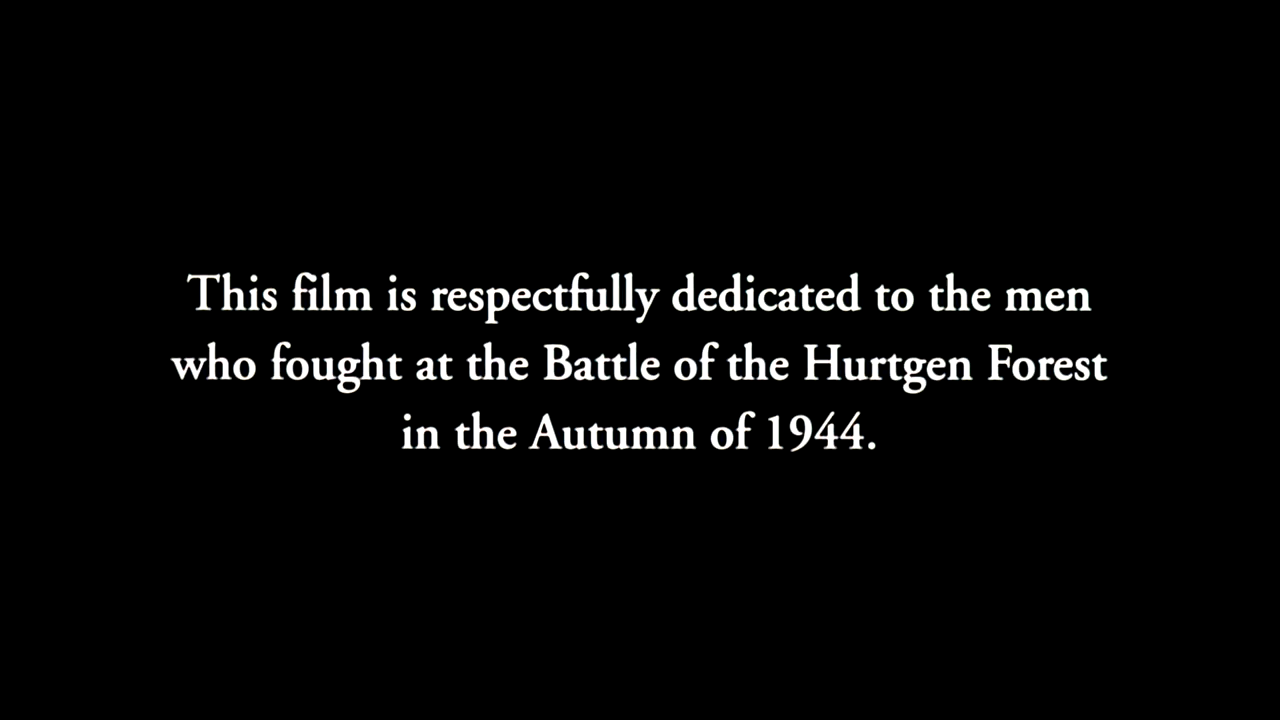 This film is respectfully dedicated to the men
who fought at the Battle of the Hurtgen Forest
in the Autumn of 1944.